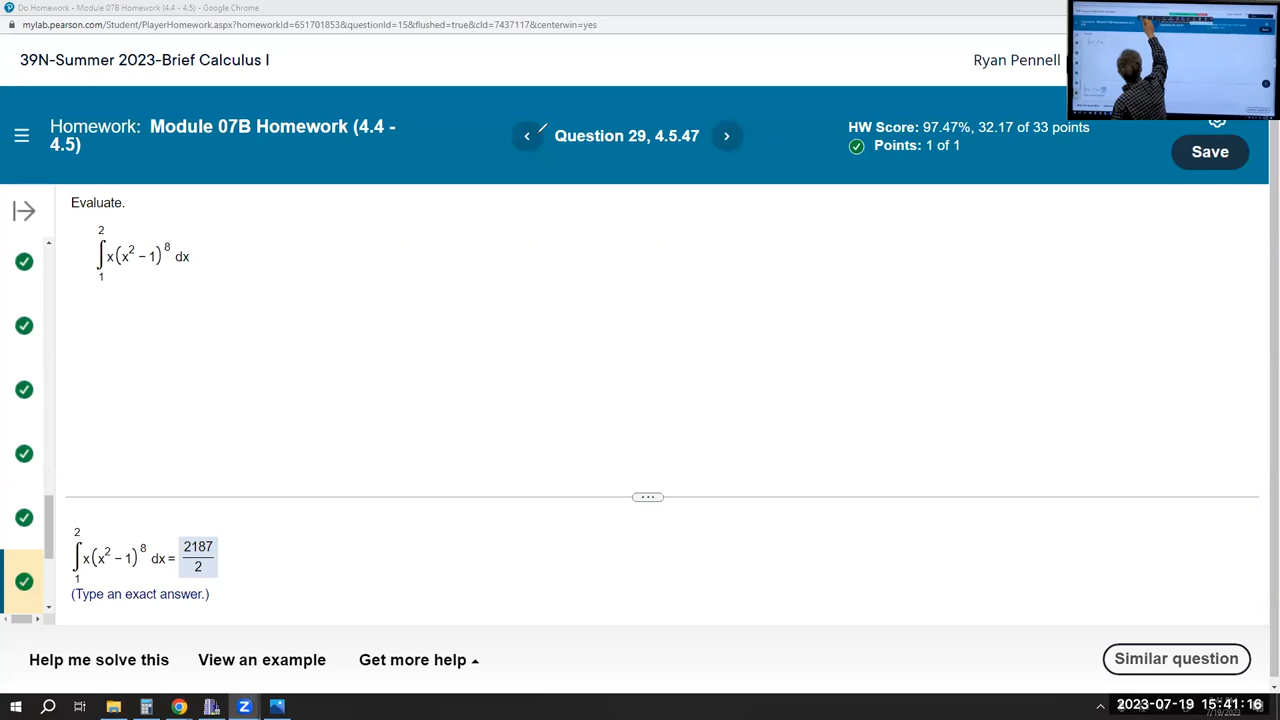 Do Homework - Module 07B Homework (4.4 - 4.5) - Google Chrome
mylab.pearson.com/Student/PlayerHomework.aspx?homeworkId=651701853&questionId=15&flushed=true&cId=7437117&centerwin=yes
39N-Summer 2023-Brief Calculus I
Ryan Pennell
Homework: Module 07B Homework (4.4 - 4.5)
Question 29, 4.5.47
HW Score: 97.47%, 32.17 of 33 points
Points: 1 of 1
Save
Evaluate.
2
∫ x(x² − 1)⁸ dx
1
2
∫ x(x² − 1)⁸ dx = 2187/2
1
(Type an exact answer.)
Help me solve this
View an example
Get more help
Similar question
2023-07-19 15:41:16